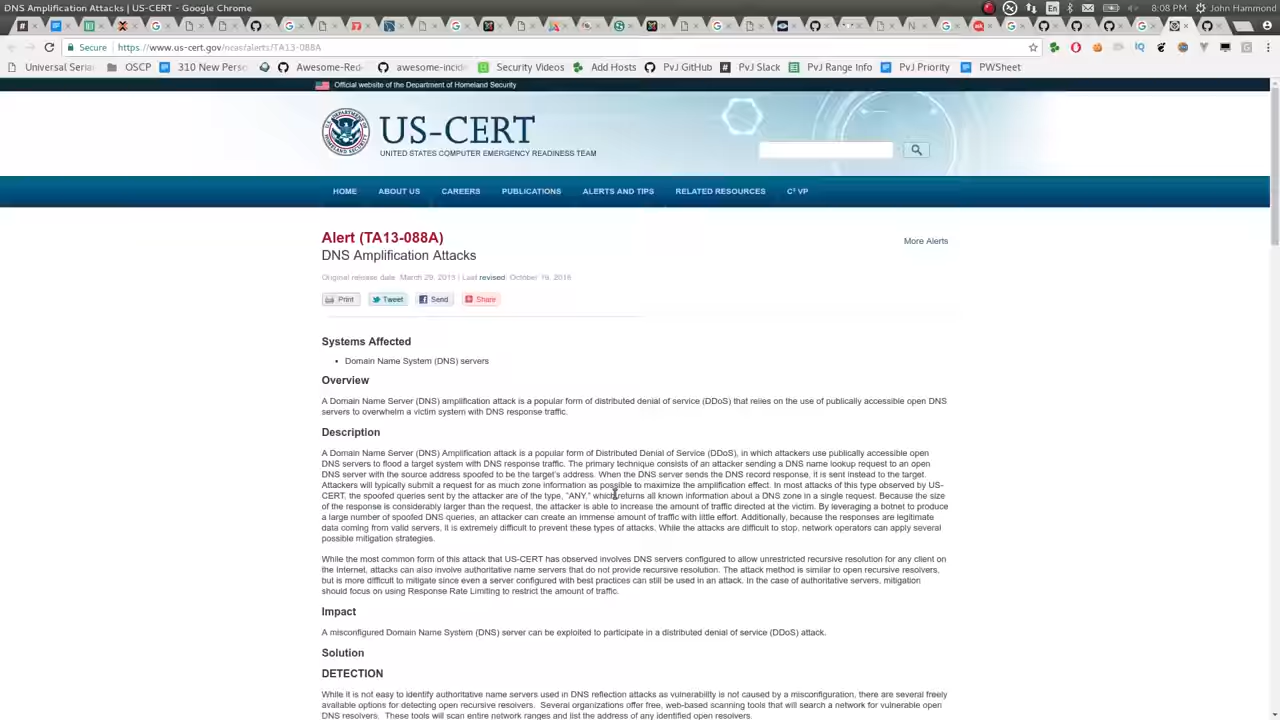 DNS Amplification Attacks | US-CERT - Google Chrome
En
8:08 PM
John Hammond
Secure
https://www.us-cert.gov/ncas/alerts/TA13-088A
Universal Seria
OSCP
310 New Perso
Awesome-Red
awesome-incid
Security Videos
Add Hosts
PvJ GitHub
PvJ Slack
PvJ Range Info
PvJ Priority
PWSheet
Official website of the Department of Homeland Security
US-CERT
UNITED STATES COMPUTER EMERGENCY READINESS TEAM
HOME
ABOUT US
CAREERS
PUBLICATIONS
ALERTS AND TIPS
RELATED RESOURCES
C³ VP
Alert (TA13-088A)
More Alerts
DNS Amplification Attacks
Original release date: March 29, 2013 | Last revised: October 19, 2016
Print
Tweet
Send
Share
Systems Affected
• Domain Name System (DNS) servers
Overview
A Domain Name Server (DNS) amplification attack is a popular form of distributed denial of service (DDoS) that relies on the use of publically accessible open DNS
servers to overwhelm a victim system with DNS response traffic.
Description
A Domain Name Server (DNS) Amplification attack is a popular form of Distributed Denial of Service (DDoS), in which attackers use publically accessible open
DNS servers to flood a target system with DNS response traffic. The primary technique consists of an attacker sending a DNS name lookup request to an open
DNS server with the source address spoofed to be the target's address. When the DNS server sends the DNS record response, it is sent instead to the target.
Attackers will typically submit a request for as much zone information as possible to maximize the amplification effect. In most attacks of this type observed by US-
CERT, the spoofed queries sent by the attacker are of the type, "ANY," which returns all known information about a DNS zone in a single request. Because the size
of the response is considerably larger than the request, the attacker is able to increase the amount of traffic directed at the victim. By leveraging a botnet to produce
a large number of spoofed DNS queries, an attacker can create an immense amount of traffic with little effort. Additionally, because the responses are legitimate
data coming from valid servers, it is extremely difficult to prevent these types of attacks. While the attacks are difficult to stop, network operators can apply several
possible mitigation strategies.
While the most common form of this attack that US-CERT has observed involves DNS servers configured to allow unrestricted recursive resolution for any client on
the Internet, attacks can also involve authoritative name servers that do not provide recursive resolution. The attack method is similar to open recursive resolvers,
but is more difficult to mitigate since even a server configured with best practices can still be used in an attack. In the case of authoritative servers, mitigation
should focus on using Response Rate Limiting to restrict the amount of traffic.
Impact
A misconfigured Domain Name System (DNS) server can be exploited to participate in a distributed denial of service (DDoS) attack.
Solution
DETECTION
While it is not easy to identify authoritative name servers used in DNS reflection attacks as vulnerability is not caused by a misconfiguration, there are several freely
available options for detecting open recursive resolvers. Several organizations offer free, web-based scanning tools that will search a network for vulnerable open
DNS resolvers. These tools will scan entire network ranges and list the address of any identified open resolvers.